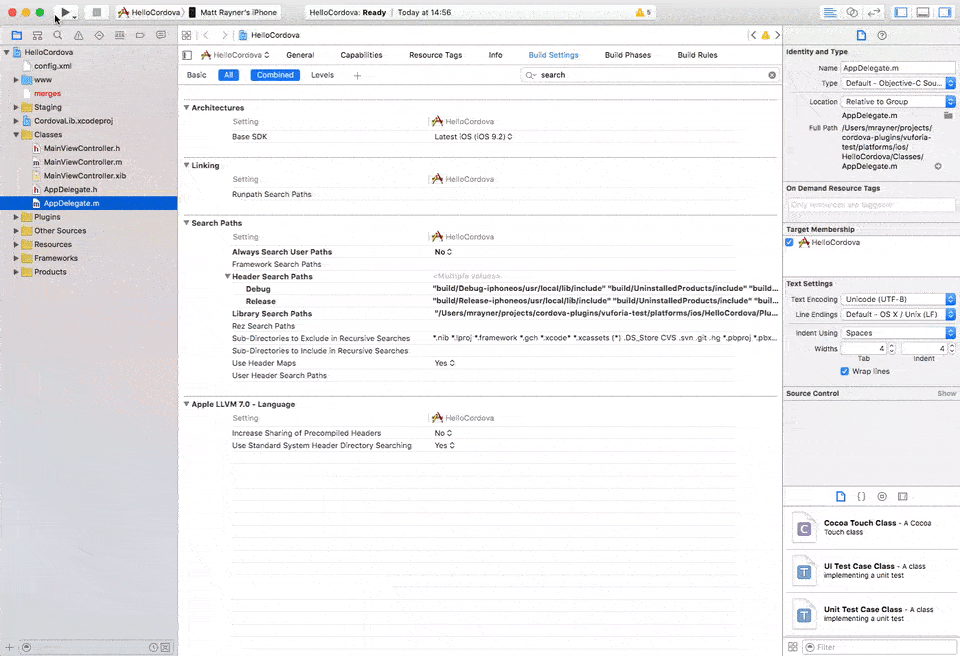 HelloCordova › Matt Rayner's iPhone
HelloCordova: Ready | Today at 14:56
5
HelloCordova
config.xml
www
merges
Staging
CordovaLib.xcodeproj
Classes
MainViewController.h
MainViewController.m
MainViewController.xib
AppDelegate.h
AppDelegate.m
Plugins
Other Sources
Resources
Frameworks
Products
HelloCordova
HelloCordova General Capabilities Resource Tags Info Build Settings Build Phases Build Rules
Basic All Combined Levels + search
Architectures
Setting HelloCordova
Base SDK Latest iOS (iOS 9.2)
Linking
Setting HelloCordova
Runpath Search Paths
Search Paths
Setting HelloCordova
Always Search User Paths No
Framework Search Paths
Header Search Paths <Multiple values>
Debug "build/Debug-iphoneos/usr/local/lib/include" "build/UninstalledProducts/include" "build...
Release "build/Release-iphoneos/usr/local/lib/include" "build/UninstalledProducts/include" "build...
Library Search Paths "/Users/mrayner/projects/cordova-plugins/vuforia-test/platforms/ios/HelloCordova/Plu...
Rez Search Paths
Sub-Directories to Exclude in Recursive Searches *.nib *.lproj *.framework *.gch *.xcode* *.xcassets (*) .DS_Store CVS .svn .git .hg *.pbproj *.pbx...
Sub-Directories to Include in Recursive Searches
Use Header Maps Yes
User Header Search Paths
Apple LLVM 7.0 - Language
Setting HelloCordova
Increase Sharing of Precompiled Headers No
Use Standard System Header Directory Searching Yes
Identity and Type
Name AppDelegate.m
Type Default - Objective-C Sou...
Location Relative to Group
AppDelegate.m
Full Path /Users/mrayner/projects/
cordova-plugins/vuforia-
test/platforms/ios/
HelloCordova/Classes/
AppDelegate.m
On Demand Resource Tags
Only resources are taggable
Target Membership
HelloCordova
Text Settings
Text Encoding Unicode (UTF-8)
Line Endings Default - OS X / Unix (LF)
Indent Using Spaces
Widths 4 4
Tab Indent
Wrap lines
Source Control Show
Cocoa Touch Class - A Cocoa
Touch class
UI Test Case Class - A class
implementing a unit test
Unit Test Case Class - A class
implementing a unit test
Filter